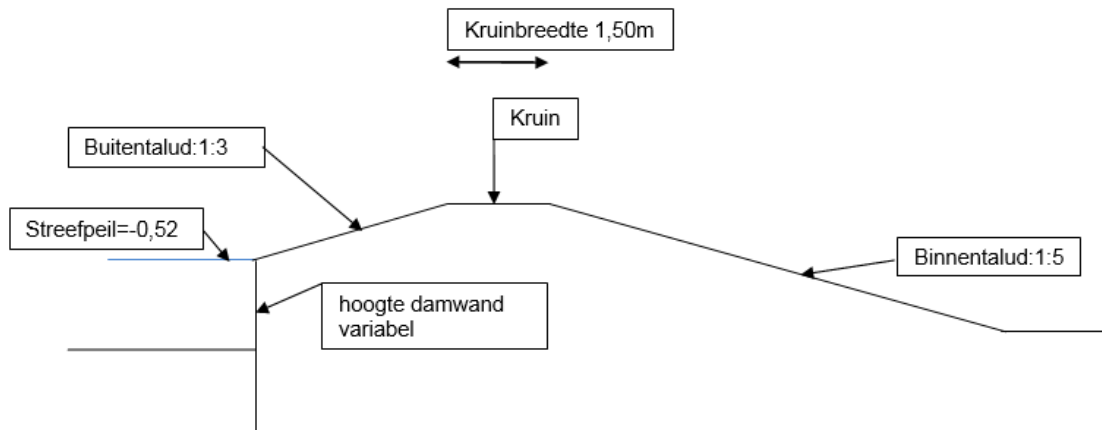 Kruinbreedte 1,50m
Kruin
Buitentalud:1:3
Streefpeil=-0,52
Binnentalud:1:5
hoogte damwand
variabel